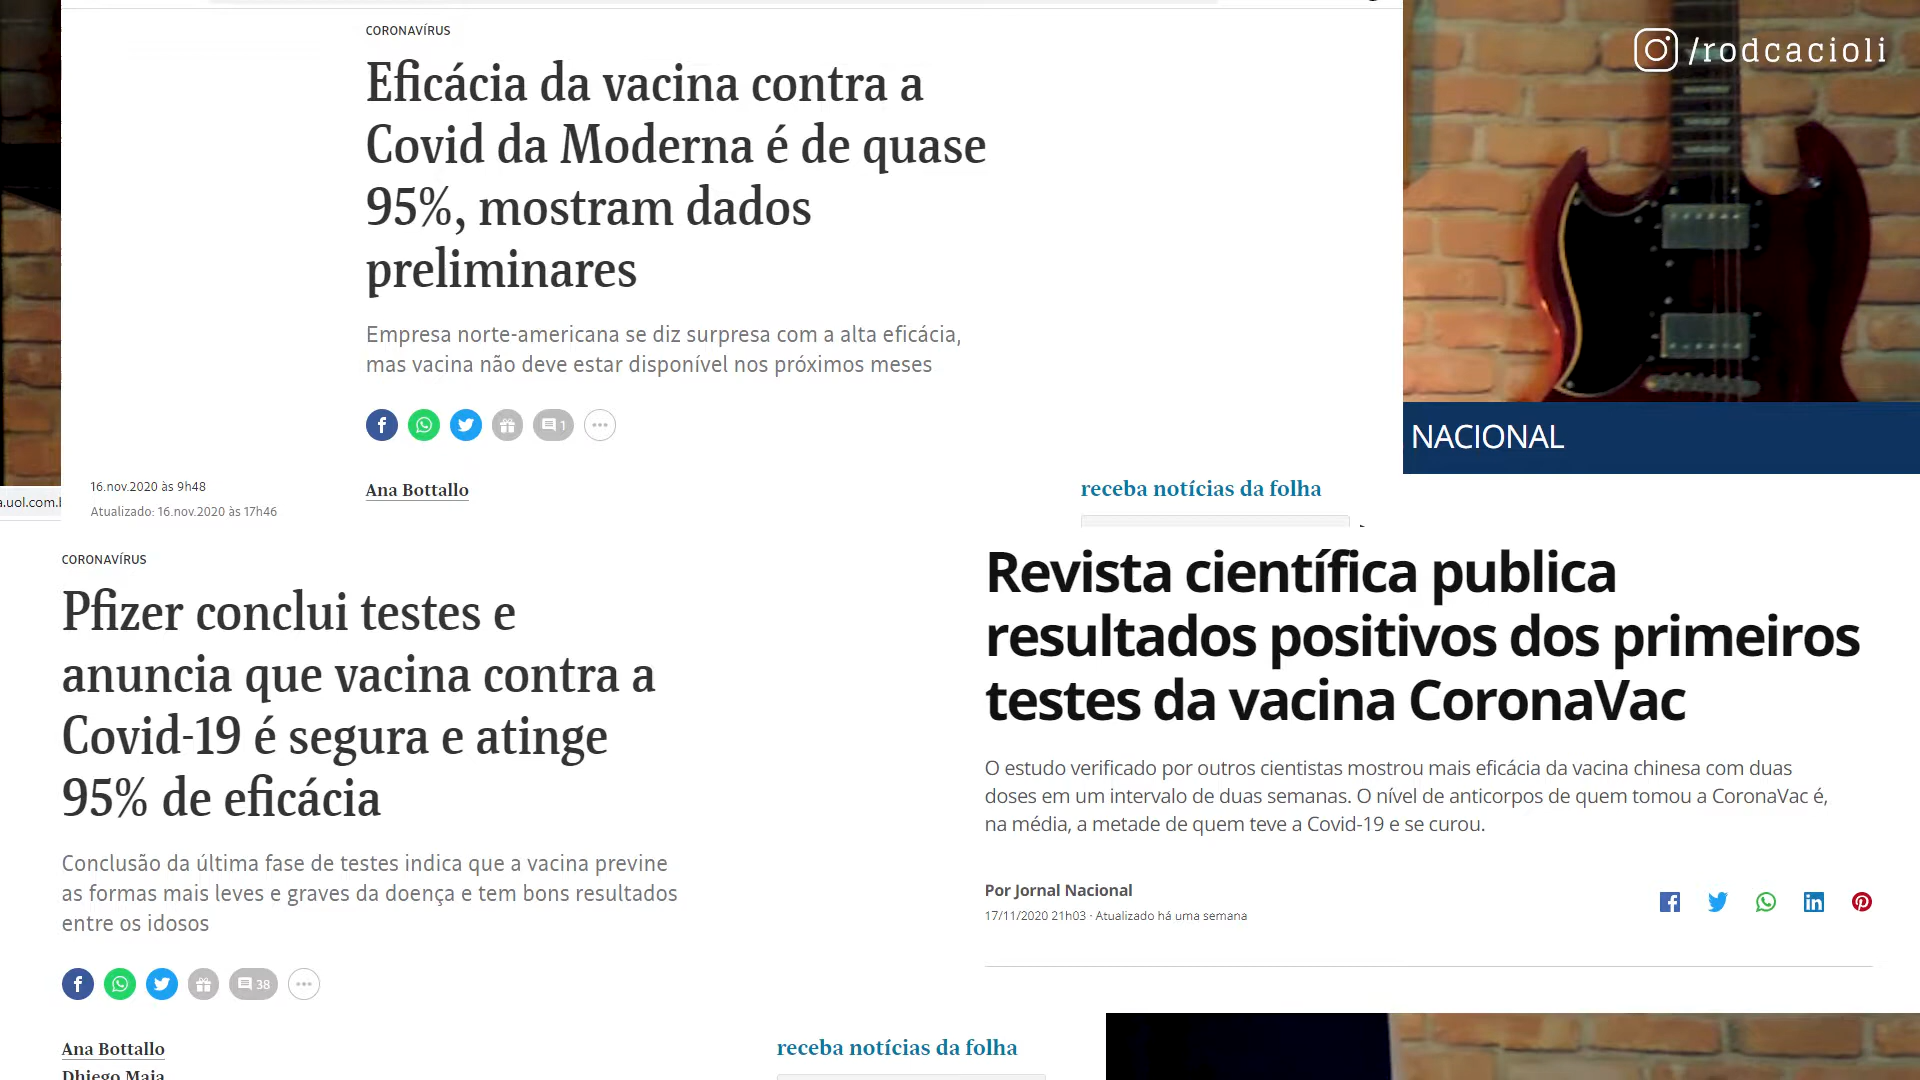 CORONAVÍRUS
Eficácia da vacina contra a
Covid da Moderna é de quase
95%, mostram dados
preliminares
Empresa norte-americana se diz surpresa com a alta eficácia,
mas vacina não deve estar disponível nos próximos meses
1
16.nov.2020 às 9h48
Atualizado: 16.nov.2020 às 17h46
Ana Bottallo
receba notícias da folha
/rodcacioli
NACIONAL
a.uol.com.b
CORONAVÍRUS
Pfizer conclui testes e
anuncia que vacina contra a
Covid-19 é segura e atinge
95% de eficácia
Conclusão da última fase de testes indica que a vacina previne
as formas mais leves e graves da doença e tem bons resultados
entre os idosos
38
Ana Bottallo
Dhiego Maia
receba notícias da folha
Revista científica publica
resultados positivos dos primeiros
testes da vacina CoronaVac
O estudo verificado por outros cientistas mostrou mais eficácia da vacina chinesa com duas
doses em um intervalo de duas semanas. O nível de anticorpos de quem tomou a CoronaVac é,
na média, a metade de quem teve a Covid-19 e se curou.
Por Jornal Nacional
17/11/2020 21h03 · Atualizado há uma semana